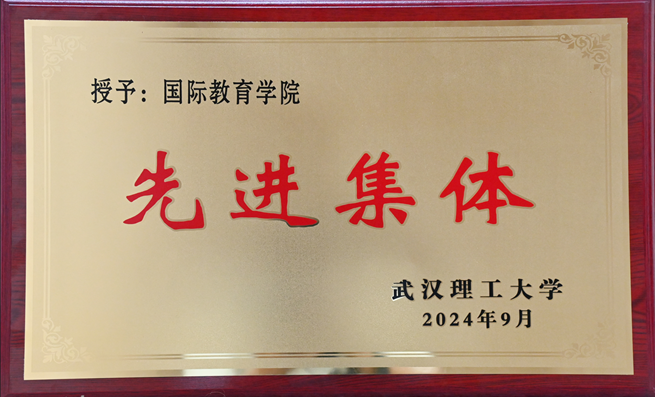 授予：国际教育学院
先进集体
武汉理工大学
2024年9月